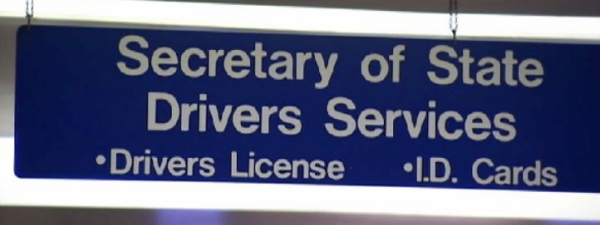 Secretary of State
Drivers Services
•Drivers License •I.D. Cards